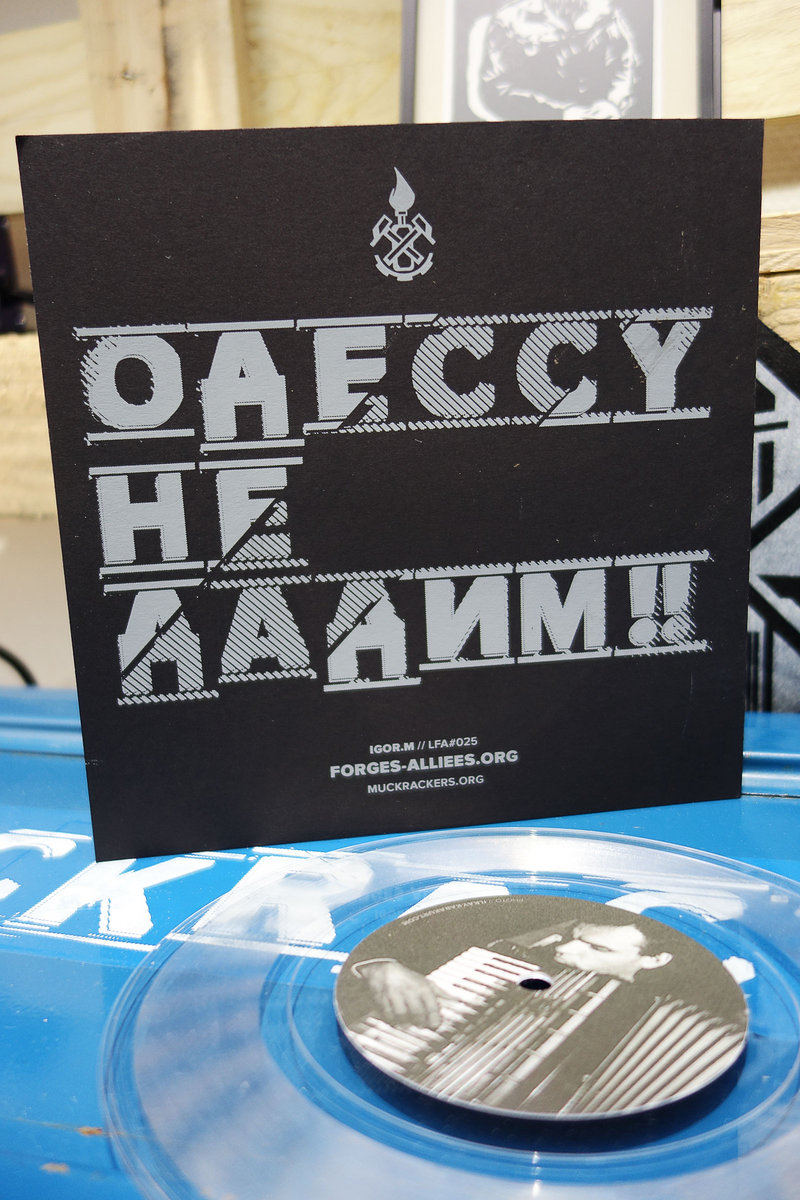 ОДЕССУ
НЕ
ДАДИМ!!
IGOR.M // LFA#025
FORGES-ALLIEES.ORG
MUCKRACKERS.ORG